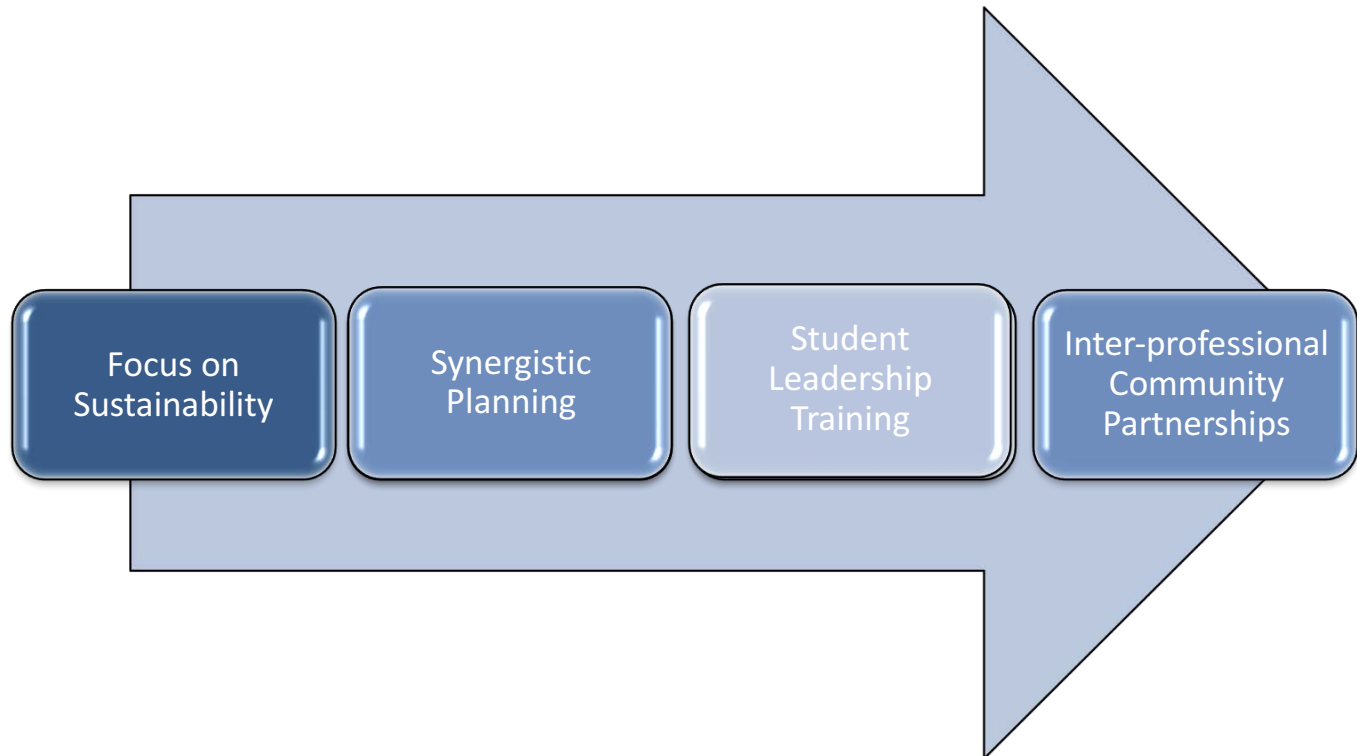 Focus on
Sustainability
Synergistic
Planning
Student
Leadership
Training
Inter-professional
Community
Partnerships